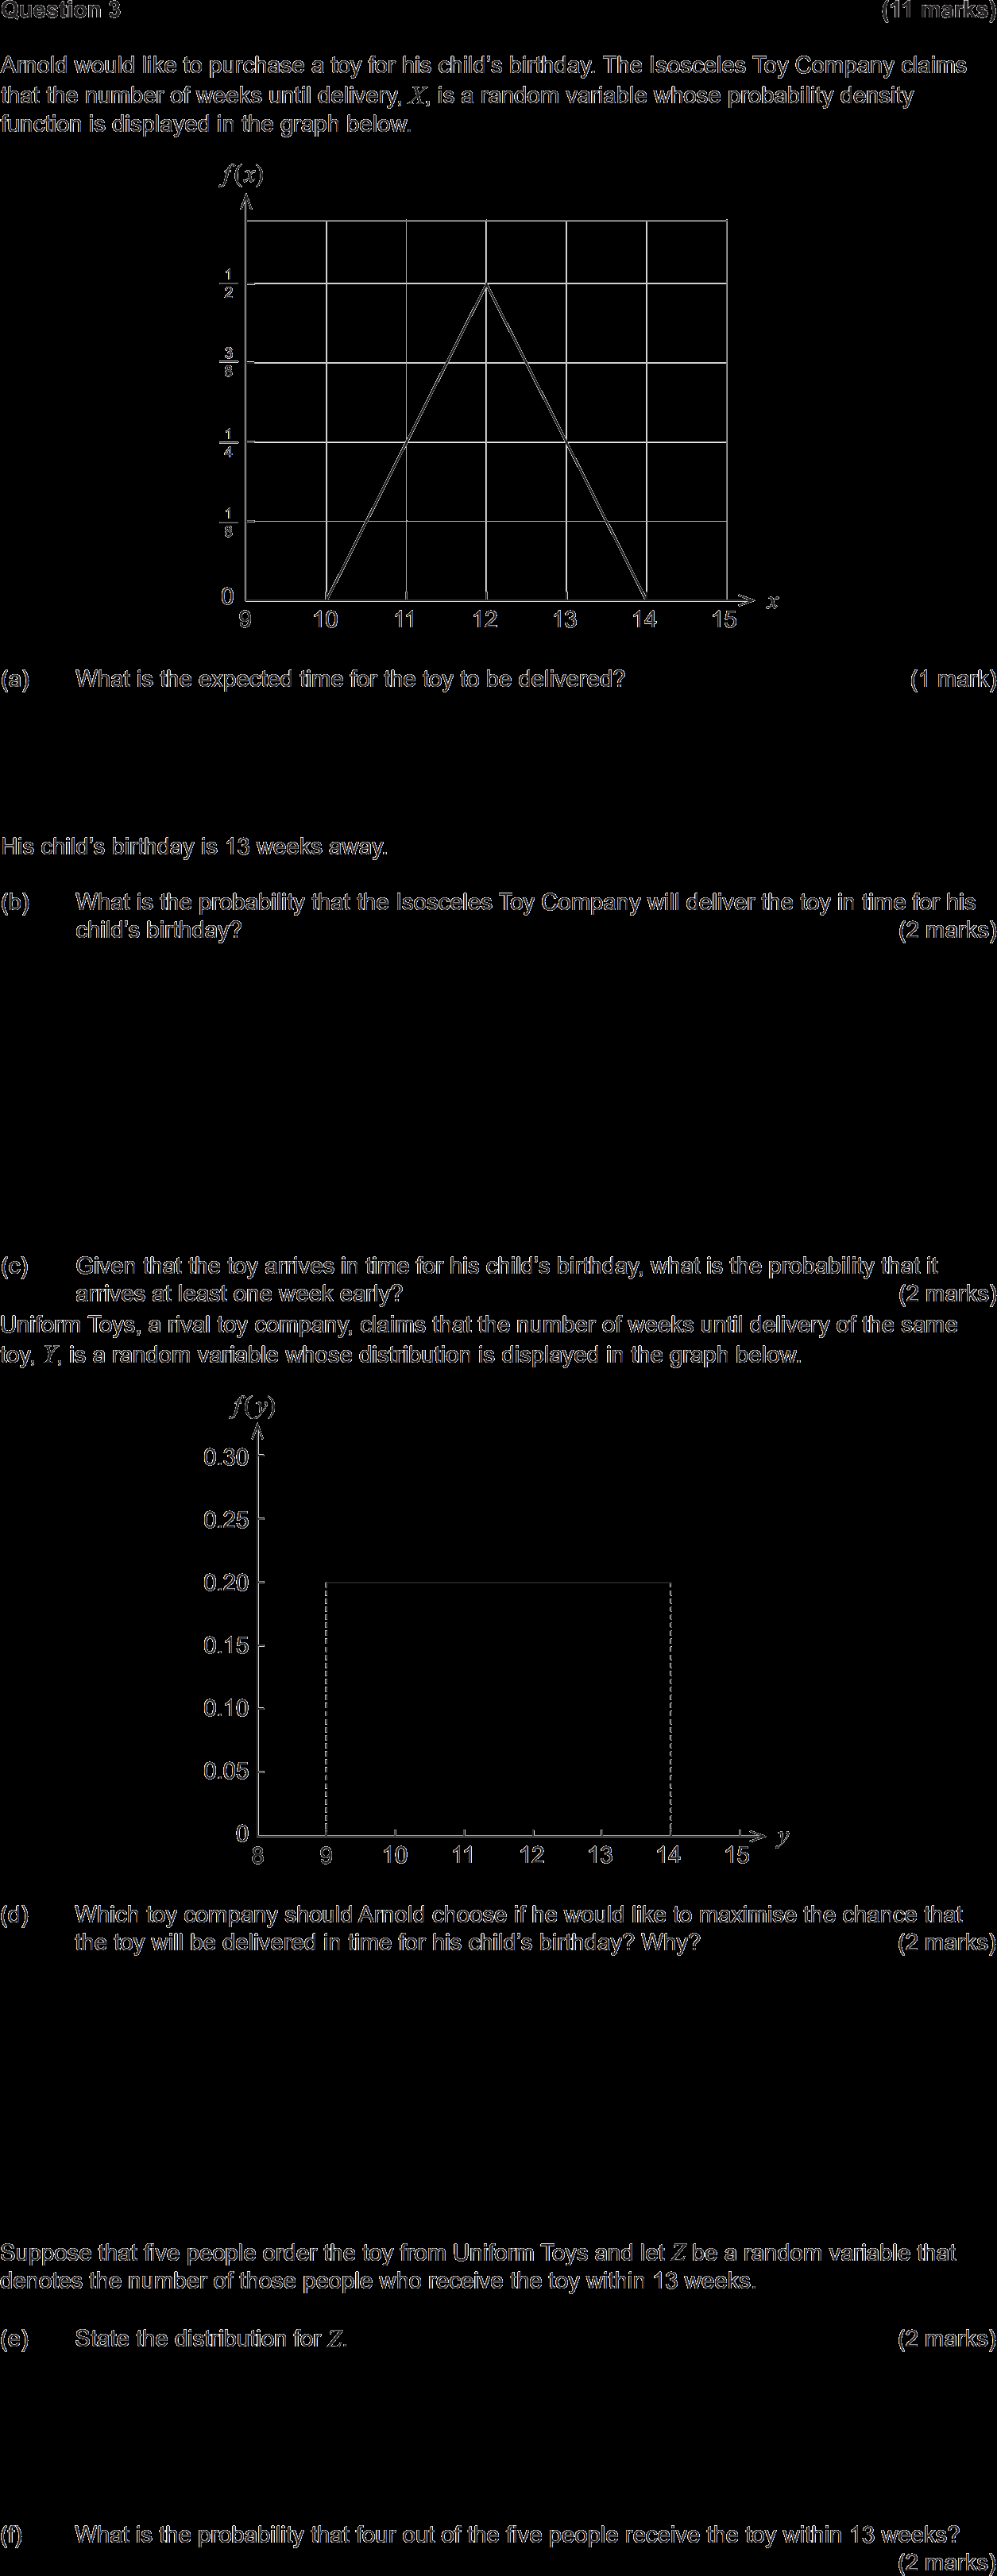 Question 3 (11 marks)
Arnold would like to purchase a toy for his child's birthday. The Isosceles Toy Company claims
that the number of weeks until delivery, X, is a random variable whose probability density
function is displayed in the graph below.
f(x)
1/2
3/8
1/4
1/8
0
9 10 11 12 13 14 15 x
(a) What is the expected time for the toy to be delivered? (1 mark)
His child's birthday is 13 weeks away.
(b) What is the probability that the Isosceles Toy Company will deliver the toy in time for his
child's birthday? (2 marks)
(c) Given that the toy arrives in time for his child's birthday, what is the probability that it
arrives at least one week early? (2 marks)
Uniform Toys, a rival toy company, claims that the number of weeks until delivery of the same
toy, Y, is a random variable whose distribution is displayed in the graph below.
f(y)
0.30
0.25
0.20
0.15
0.10
0.05
0
8 9 10 11 12 13 14 15 y
(d) Which toy company should Arnold choose if he would like to maximise the chance that
the toy will be delivered in time for his child's birthday? Why? (2 marks)
Suppose that five people order the toy from Uniform Toys and let Z be a random variable that
denotes the number of those people who receive the toy within 13 weeks.
(e) State the distribution for Z. (2 marks)
(f) What is the probability that four out of the five people receive the toy within 13 weeks?
(2 marks)